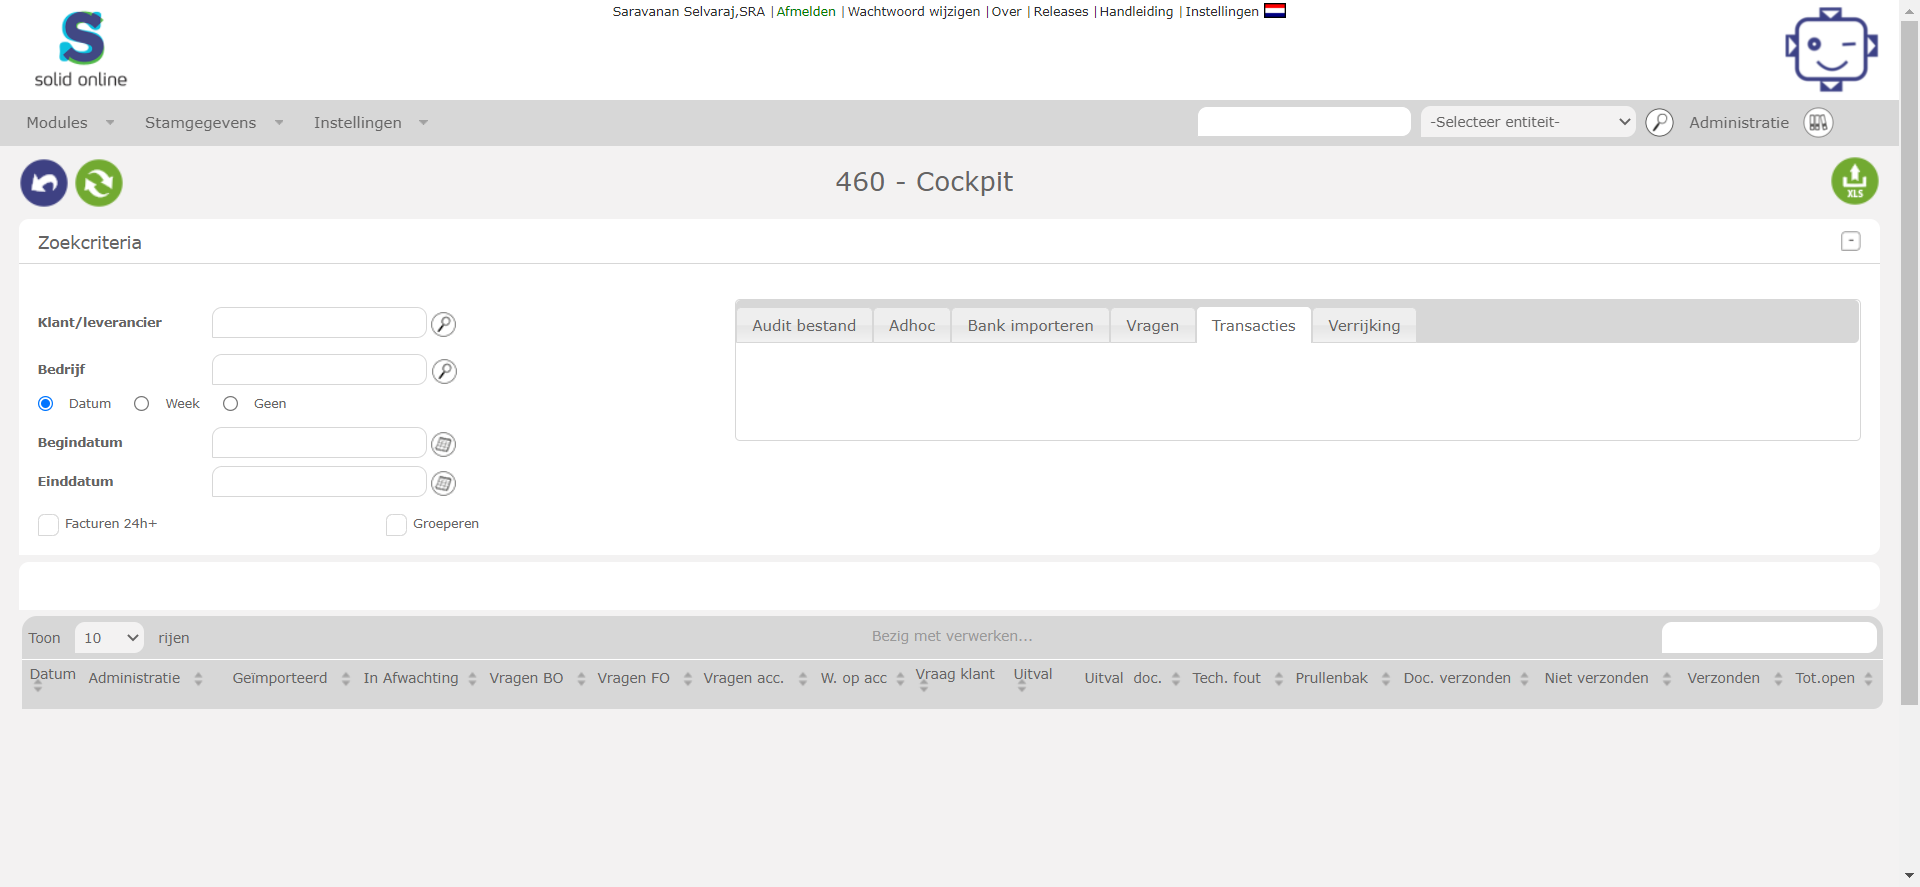 Saravanan Selvaraj,SRA |Afmelden |Wachtwoord wijzigen |Over |Releases |Handleiding |Instellingen
S
solid online
Modules Stamgegevens Instellingen -Selecteer entiteit- Administratie
460 - Cockpit
XLS
Zoekcriteria
-
Klant/leverancier
Audit bestand Adhoc Bank importeren Vragen Transacties Verrijking
Bedrijf
Datum Week Geen
Begindatum
Einddatum
Facturen 24h+ Groeperen
Toon 10 rijen Bezig met verwerken...
Datum Administratie Geïmporteerd In Afwachting Vragen BO Vragen FO Vragen acc. W. op acc Vraag klant Uitval Uitval doc. Tech. fout Prullenbak Doc. verzonden Niet verzonden Verzonden Tot.open